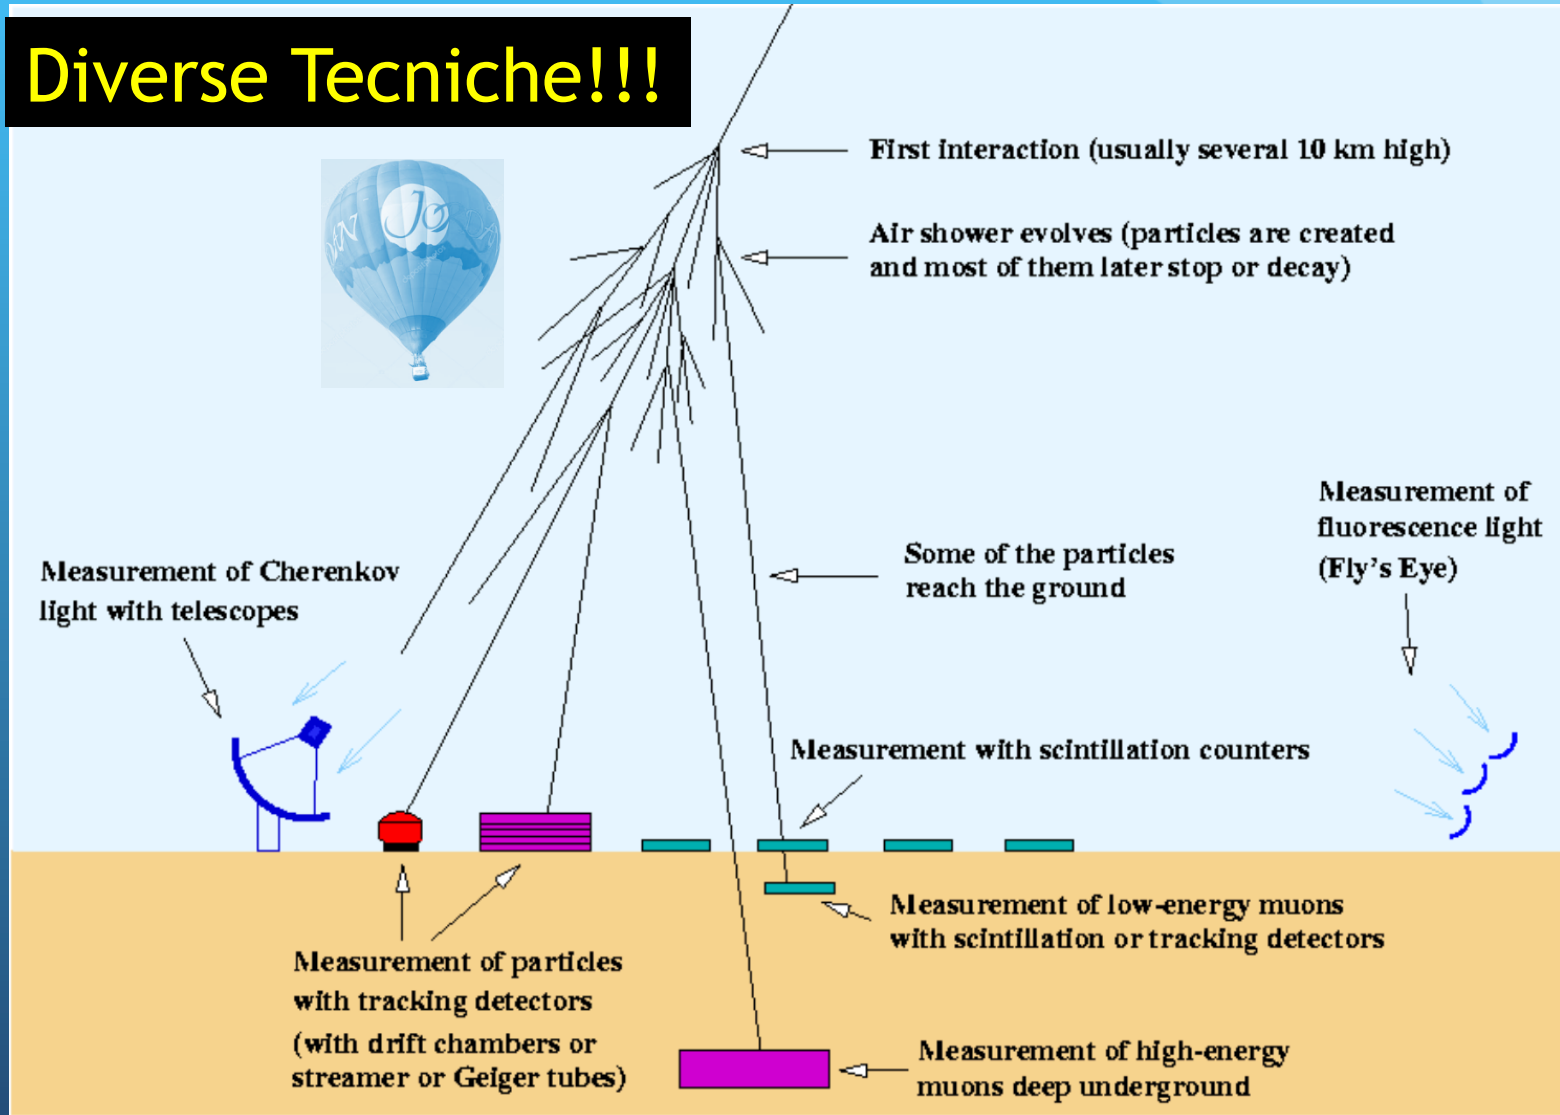 Diverse Tecniche!!!
First interaction (usually several 10 km high)
Air shower evolves (particles are created
and most of them later stop or decay)
Measurement of
fluorescence light
(Fly's Eye)
Some of the particles
reach the ground
Measurement of Cherenkov
light with telescopes
Measurement with scintillation counters
Measurement of low-energy muons
with scintillation or tracking detectors
Measurement of particles
with tracking detectors
(with drift chambers or
streamer or Geiger tubes)
Measurement of high-energy
muons deep underground